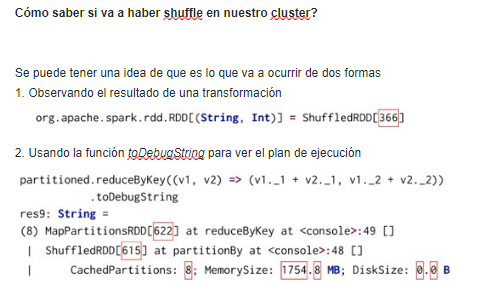 Cómo saber si va a haber shuffle en nuestro cluster?
Se puede tener una idea de que es lo que va a ocurrir de dos formas
1. Observando el resultado de una transformación
org.apache.spark.rdd.RDD[(String, Int)] = ShuffledRDD[366]
2. Usando la función toDebugString para ver el plan de ejecución
partitioned.reduceByKey((v1, v2) => (v1._1 + v2._1, v1._2 + v2._2))
.toDebugString
res9: String =
(8) MapPartitionsRDD[622] at reduceByKey at <console>:49 []
| ShuffledRDD[615] at partitionBy at <console>:48 []
| CachedPartitions: 8; MemorySize: 1754.8 MB; DiskSize: 0.0 B